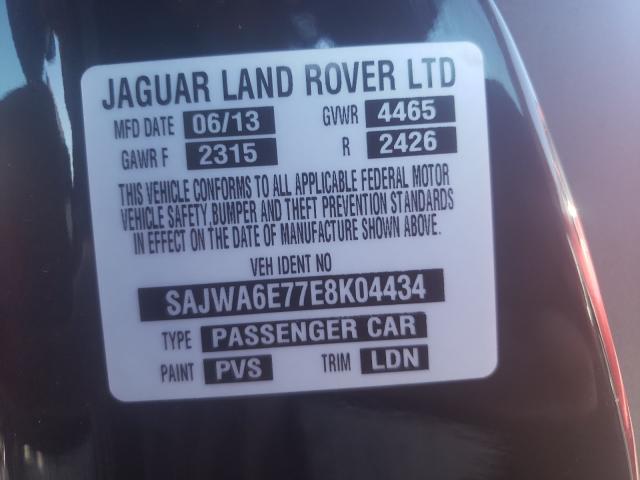 JAGUAR LAND ROVER LTD
MFD DATE 06/13 GVWR 4465
GAWR F 2315 R 2426
THIS VEHICLE CONFORMS TO ALL APPLICABLE FEDERAL MOTOR
VEHICLE SAFETY, BUMPER AND THEFT PREVENTION STANDARDS
IN EFFECT ON THE DATE OF MANUFACTURE SHOWN ABOVE.
VEH IDENT NO
SAJWA6E77E8K04434
TYPE PASSENGER CAR
PAINT PVS TRIM LDN